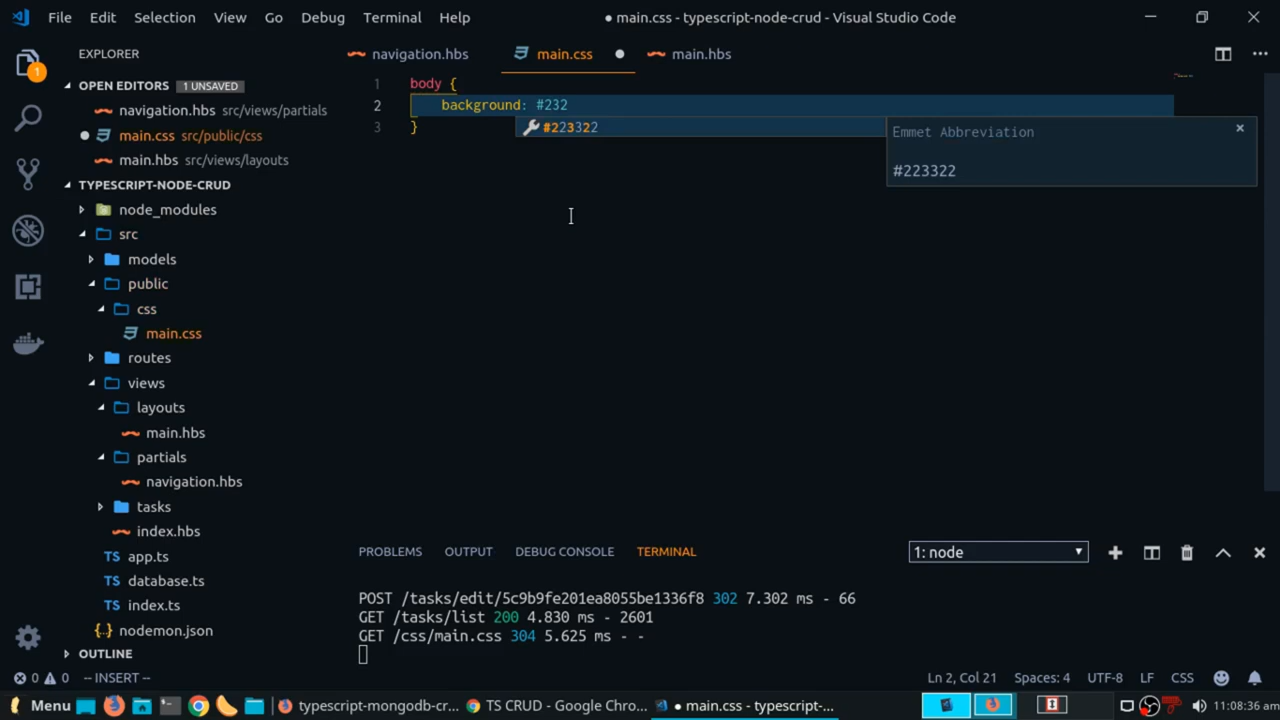 File Edit Selection View Go Debug Terminal Help
● main.css - typescript-node-crud - Visual Studio Code
EXPLORER
navigation.hbs
main.css
main.hbs
OPEN EDITORS 1 UNSAVED
navigation.hbs src/views/partials
main.css src/public/css
main.hbs src/views/layouts
TYPESCRIPT-NODE-CRUD
node_modules
src
models
public
css
main.css
routes
views
layouts
main.hbs
partials
navigation.hbs
tasks
index.hbs
TS app.ts
TS database.ts
TS index.ts
{..} nodemon.json
OUTLINE
1 body {
2 background: #232
3 }
#223322
Emmet Abbreviation
#223322
PROBLEMS OUTPUT DEBUG CONSOLE TERMINAL
1: node
POST /tasks/edit/5c9b9fe201ea8055be1336f8 302 7.302 ms - 66
GET /tasks/list 200 4.830 ms - 2601
GET /css/main.css 304 5.625 ms - -
0 0 -- INSERT --
Ln 2, Col 21 Spaces: 4 UTF-8 LF CSS
Menu
typescript-mongodb-cr...
TS CRUD - Google Chro...
● main.css - typescript-...
11:08:36 am
1